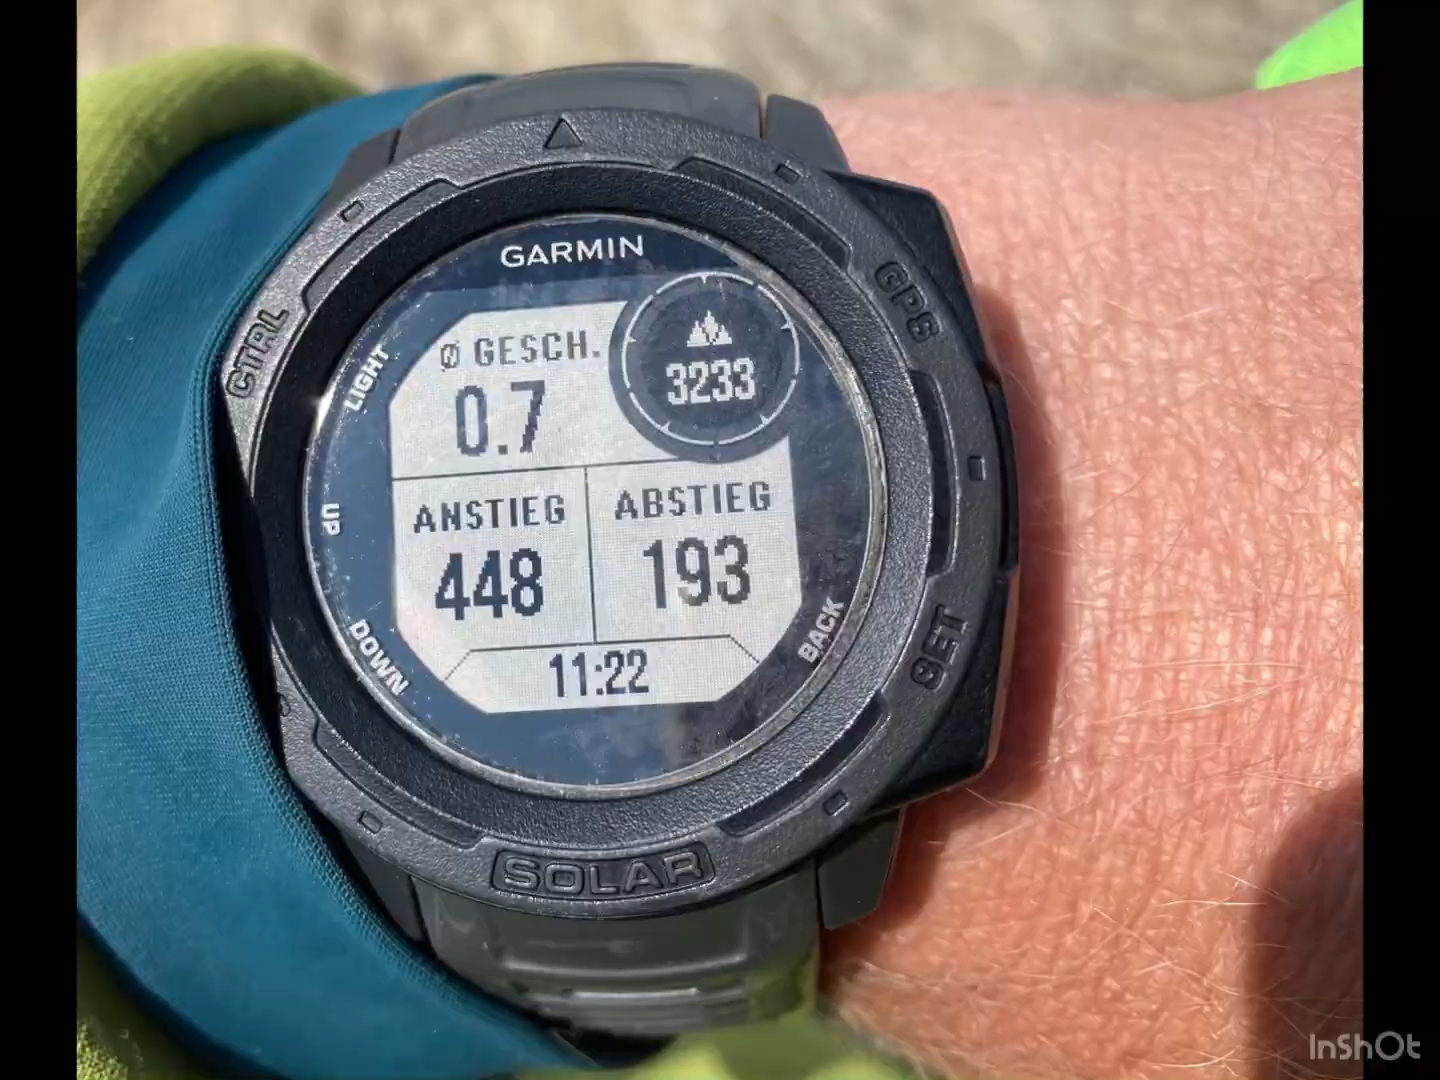 GARMIN
Ø GESCH.
0.7
3233
ANSTIEG
448
ABSTIEG
193
11:22
CTRL
LIGHT
UP
DOWN
GPS
SET
BACK
SOLAR
InShOt